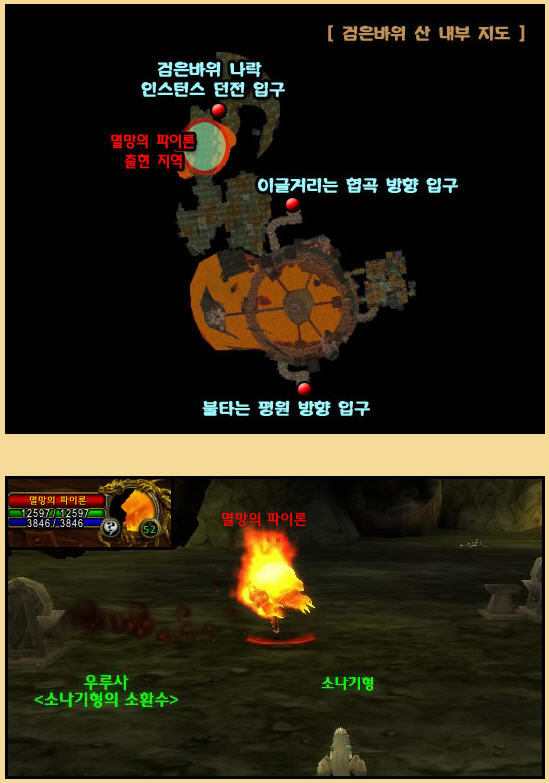 [ 검은바위 산 내부 지도 ]
검은바위 나락
인스턴스 던전 입구
멸망의 파이론
출현 지역
이글거리는 협곡 방향 입구
불타는 평원 방향 입구
멸망의 파이론
12597 / 12597
3846 / 3846
52
멸망의 파이론
우루사
<소나기형의 소환수>
소나기형